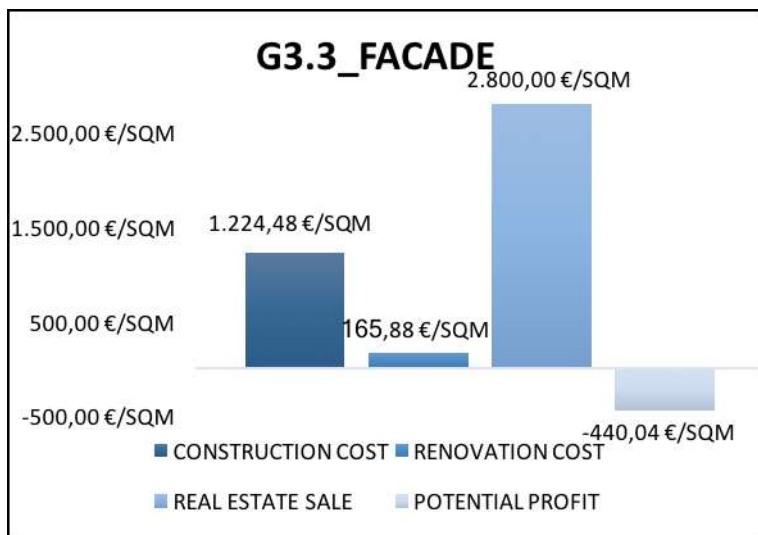 G3.3_FACADE
2.800,00 €/SQM
2.500,00 €/SQM
1.500,00 €/SQM
1.224,48 €/SQM
500,00 €/SQM
165,88 €/SQM
-500,00 €/SQM
-440,04 €/SQM
CONSTRUCTION COST
RENOVATION COST
REAL ESTATE SALE
POTENTIAL PROFIT